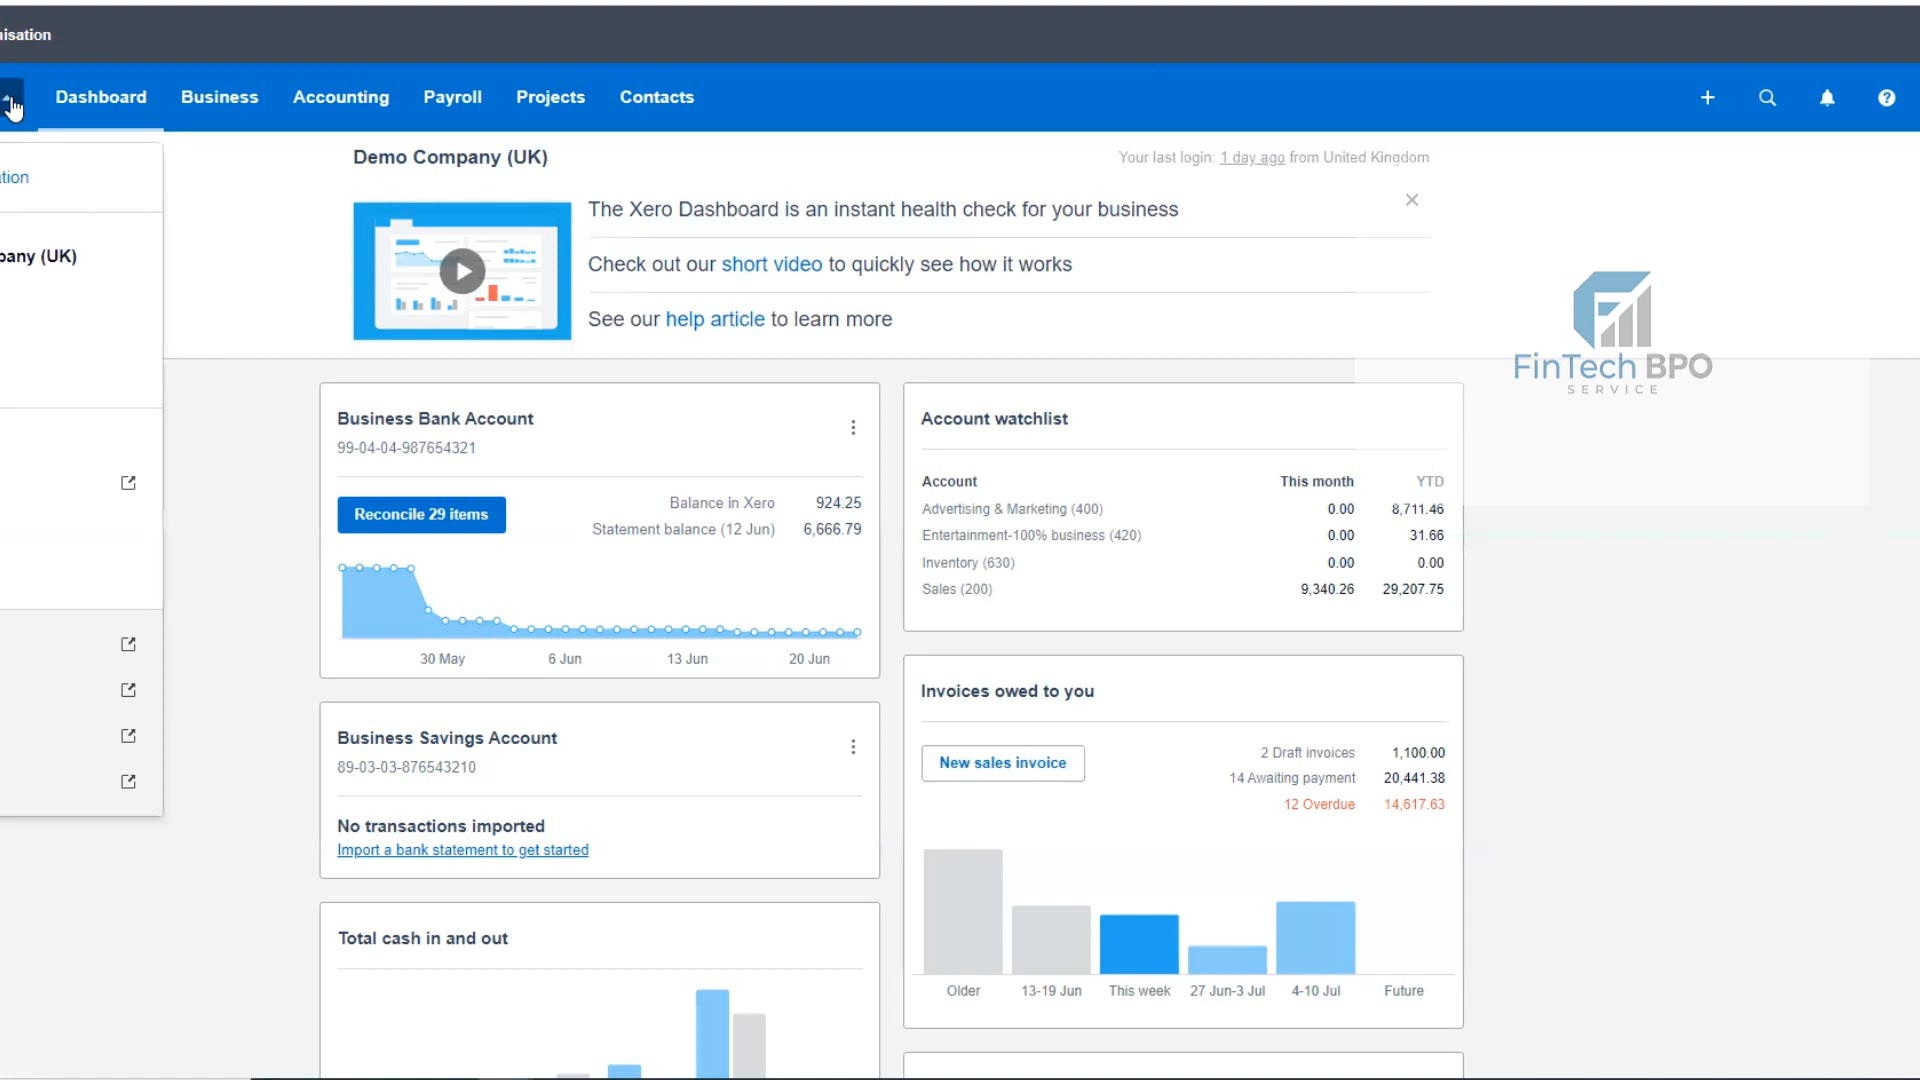 nisation
Dashboard Business Accounting Payroll Projects Contacts
ation
pany (UK)
Demo Company (UK)
Your last login: 1 day ago from United Kingdom
The Xero Dashboard is an instant health check for your business
Check out our short video to quickly see how it works
See our help article to learn more
FinTech BPO
SERVICE
Business Bank Account
99-04-04-987654321
Reconcile 29 items
Balance in Xero 924.25
Statement balance (12 Jun) 6,666.79
30 May 6 Jun 13 Jun 20 Jun
Business Savings Account
89-03-03-876543210
No transactions imported
Import a bank statement to get started
Total cash in and out
Account watchlist
Account This month YTD
Advertising & Marketing (400) 0.00 8,711.46
Entertainment-100% business (420) 0.00 31.66
Inventory (630) 0.00 0.00
Sales (200) 9,340.26 29,207.75
Invoices owed to you
New sales invoice
2 Draft invoices 1,100.00
14 Awaiting payment 20,441.38
12 Overdue 14,617.63
Older 13-19 Jun This week 27 Jun-3 Jul 4-10 Jul Future